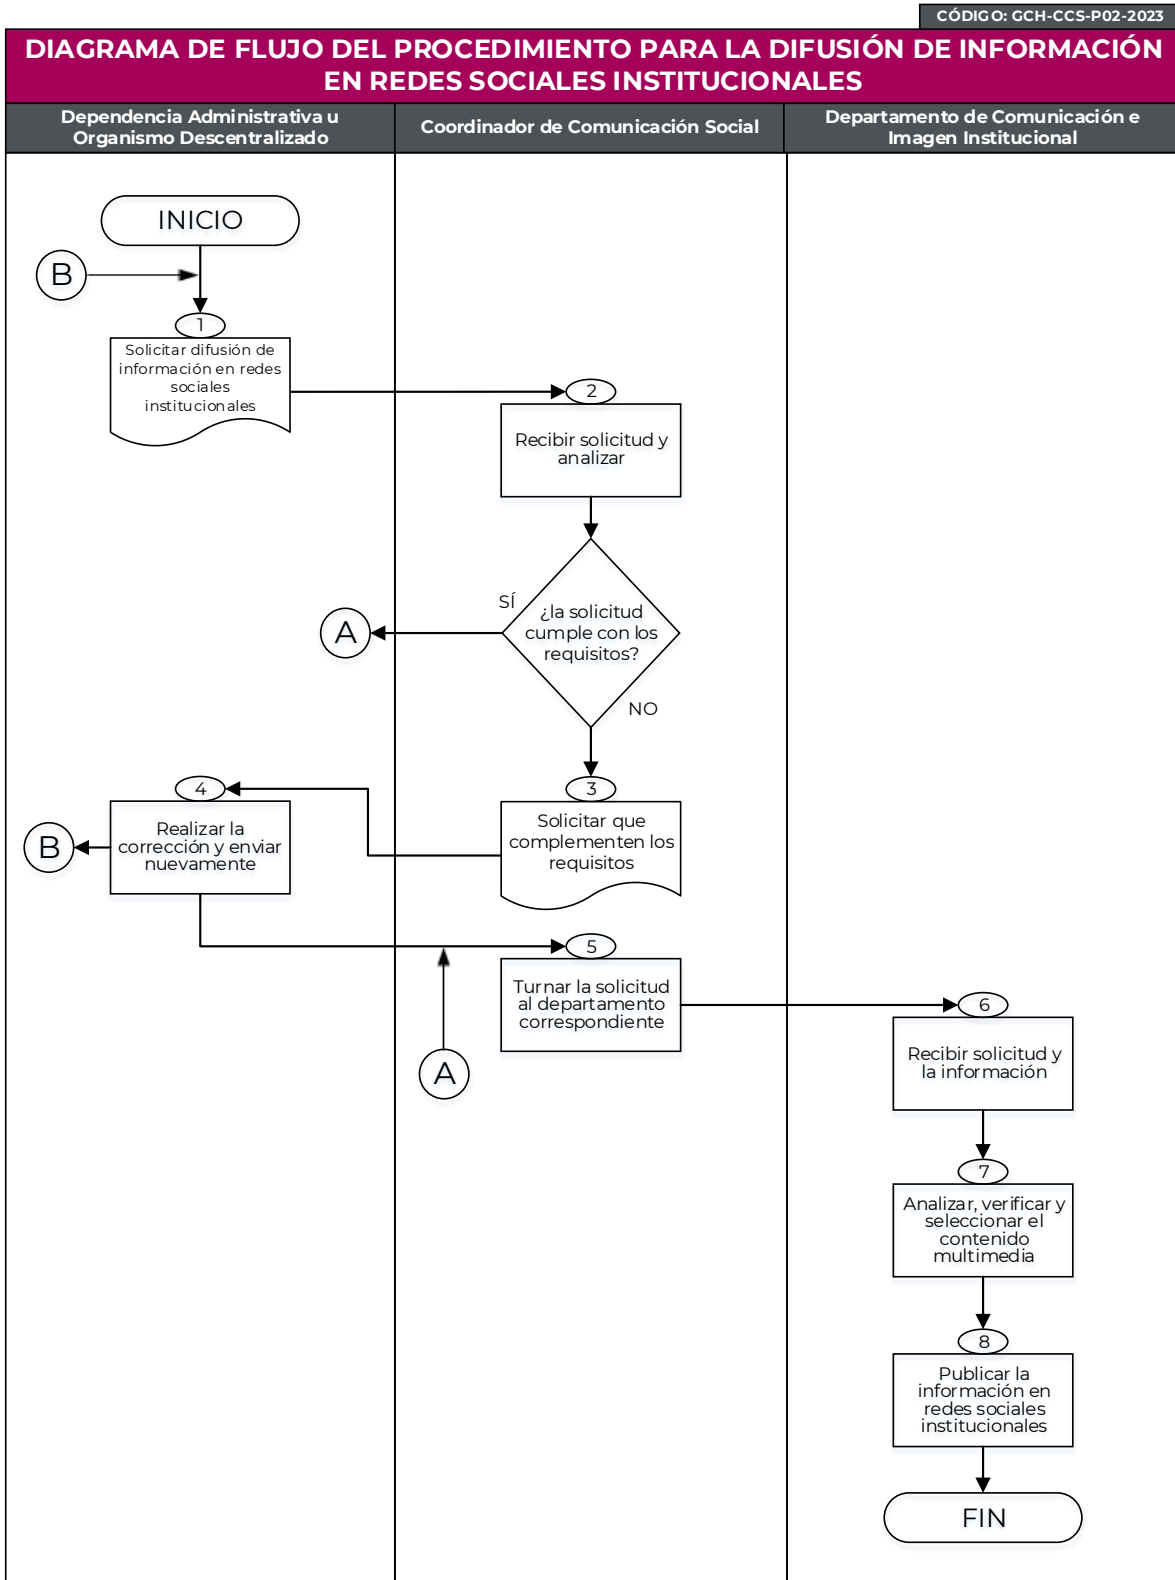 CÓDIGO: GCH-CCS-P02-2023
DIAGRAMA DE FLUJO DEL PROCEDIMIENTO PARA LA DIFUSIÓN DE INFORMACIÓN
EN REDES SOCIALES INSTITUCIONALES
Dependencia Administrativa u
Organismo Descentralizado
Coordinador de Comunicación Social
Departamento de Comunicación e
Imagen Institucional
INICIO
B
1
Solicitar difusión de
información en redes
sociales
institucionales
2
Recibir solicitud y
analizar
SÍ
¿la solicitud
cumple con los
requisitos?
A
NO
3
Solicitar que
complementen los
requisitos
4
Realizar la
corrección y enviar
nuevamente
B
5
Turnar la solicitud
al departamento
correspondiente
A
6
Recibir solicitud y
la información
7
Analizar, verificar y
seleccionar el
contenido
multimedia
8
Publicar la
información en
redes sociales
institucionales
FIN